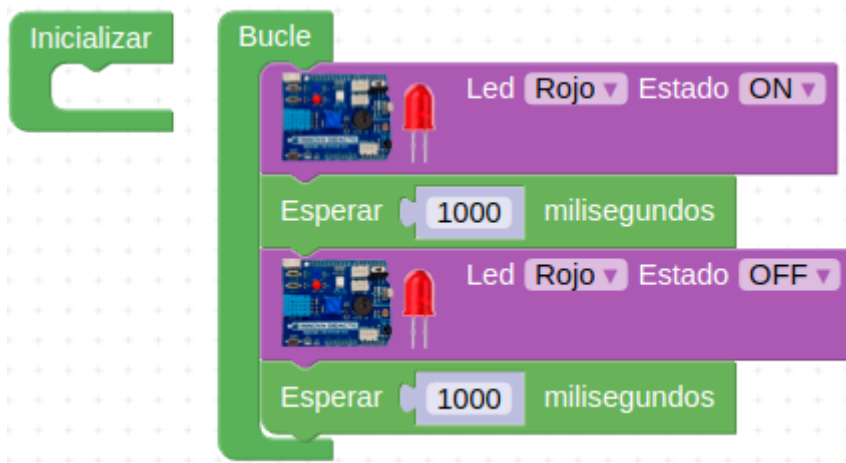 Inicializar
Bucle
Led Rojo Estado ON
Esperar 1000 milisegundos
Led Rojo Estado OFF
Esperar 1000 milisegundos